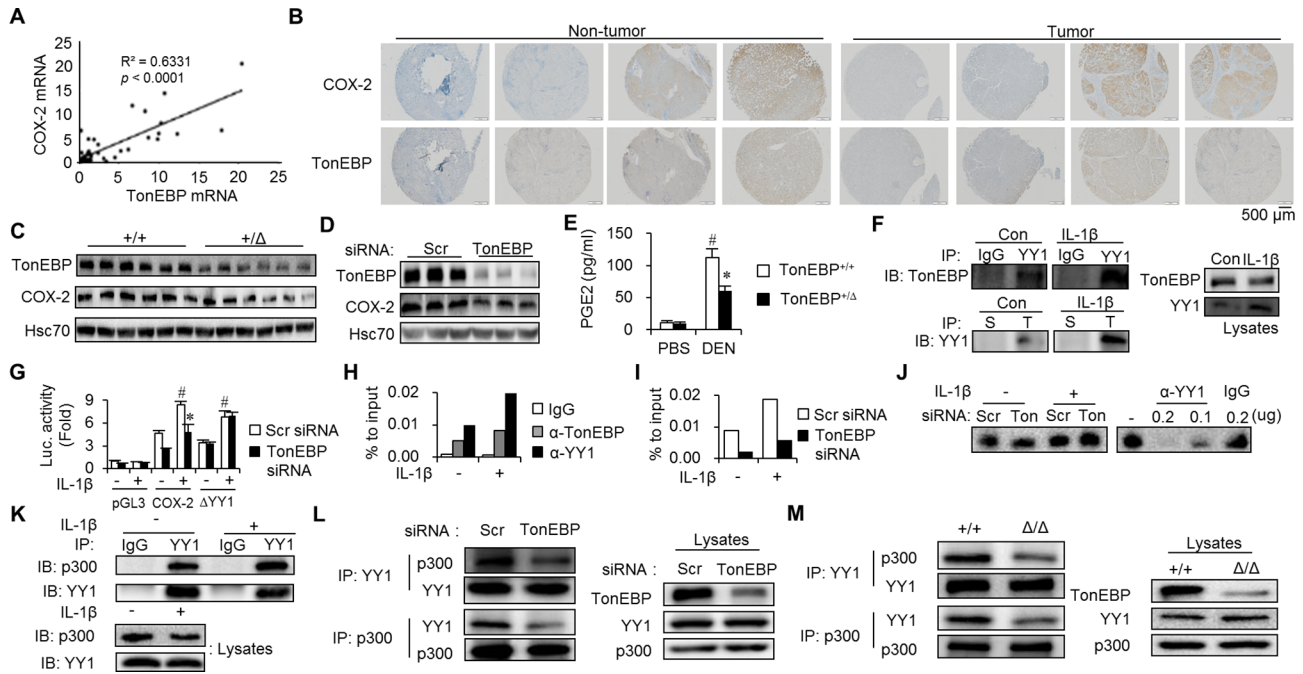 A
25
20
15
10
5
0
COX-2 mRNA
R² = 0.6331
p < 0.0001
0 5 10 15 20 25
TonEBP mRNA
B
Non-tumor Tumor
COX-2
TonEBP
500 µm
C
+/+ +/Δ
TonEBP
COX-2
Hsc70
D
siRNA: Scr TonEBP
TonEBP
COX-2
Hsc70
E
PGE2 (pg/ml)
150
100
50
0
#
*
PBS DEN
TonEBP+/+
TonEBP+/Δ
F
Con IL-1β
IP: IgG YY1 IgG YY1
IB: TonEBP
Con IL-1β
IP: S T S T
IB: YY1
Con IL-1β
TonEBP
YY1
Lysates
G
Luc. activity
(Fold)
9
6
3
0
# * #
IL-1β - + - + - +
pGL3 COX-2 ΔYY1
Scr siRNA
TonEBP
siRNA
H
% to input
0.02
0.01
0.00
IL-1β - +
IgG
α-TonEBP
α-YY1
I
% to input
0.02
0.01
0.00
IL-1β - +
Scr siRNA
TonEBP
siRNA
J
IL-1β - +
siRNA: Scr Ton Scr Ton
α-YY1 IgG
- 0.2 0.1 0.2 (ug)
K
IL-1β - +
IP: IgG YY1 IgG YY1
IB: p300
IB: YY1
IL-1β - +
IB: p300
IB: YY1
: Lysates
L
siRNA : Scr TonEBP
IP: YY1
p300
YY1
IP: p300
YY1
p300
Lysates
siRNA : Scr TonEBP
TonEBP
YY1
p300
M
+/+ Δ/Δ
IP: YY1
p300
YY1
IP: p300
YY1
p300
Lysates
+/+ Δ/Δ
TonEBP
YY1
p300